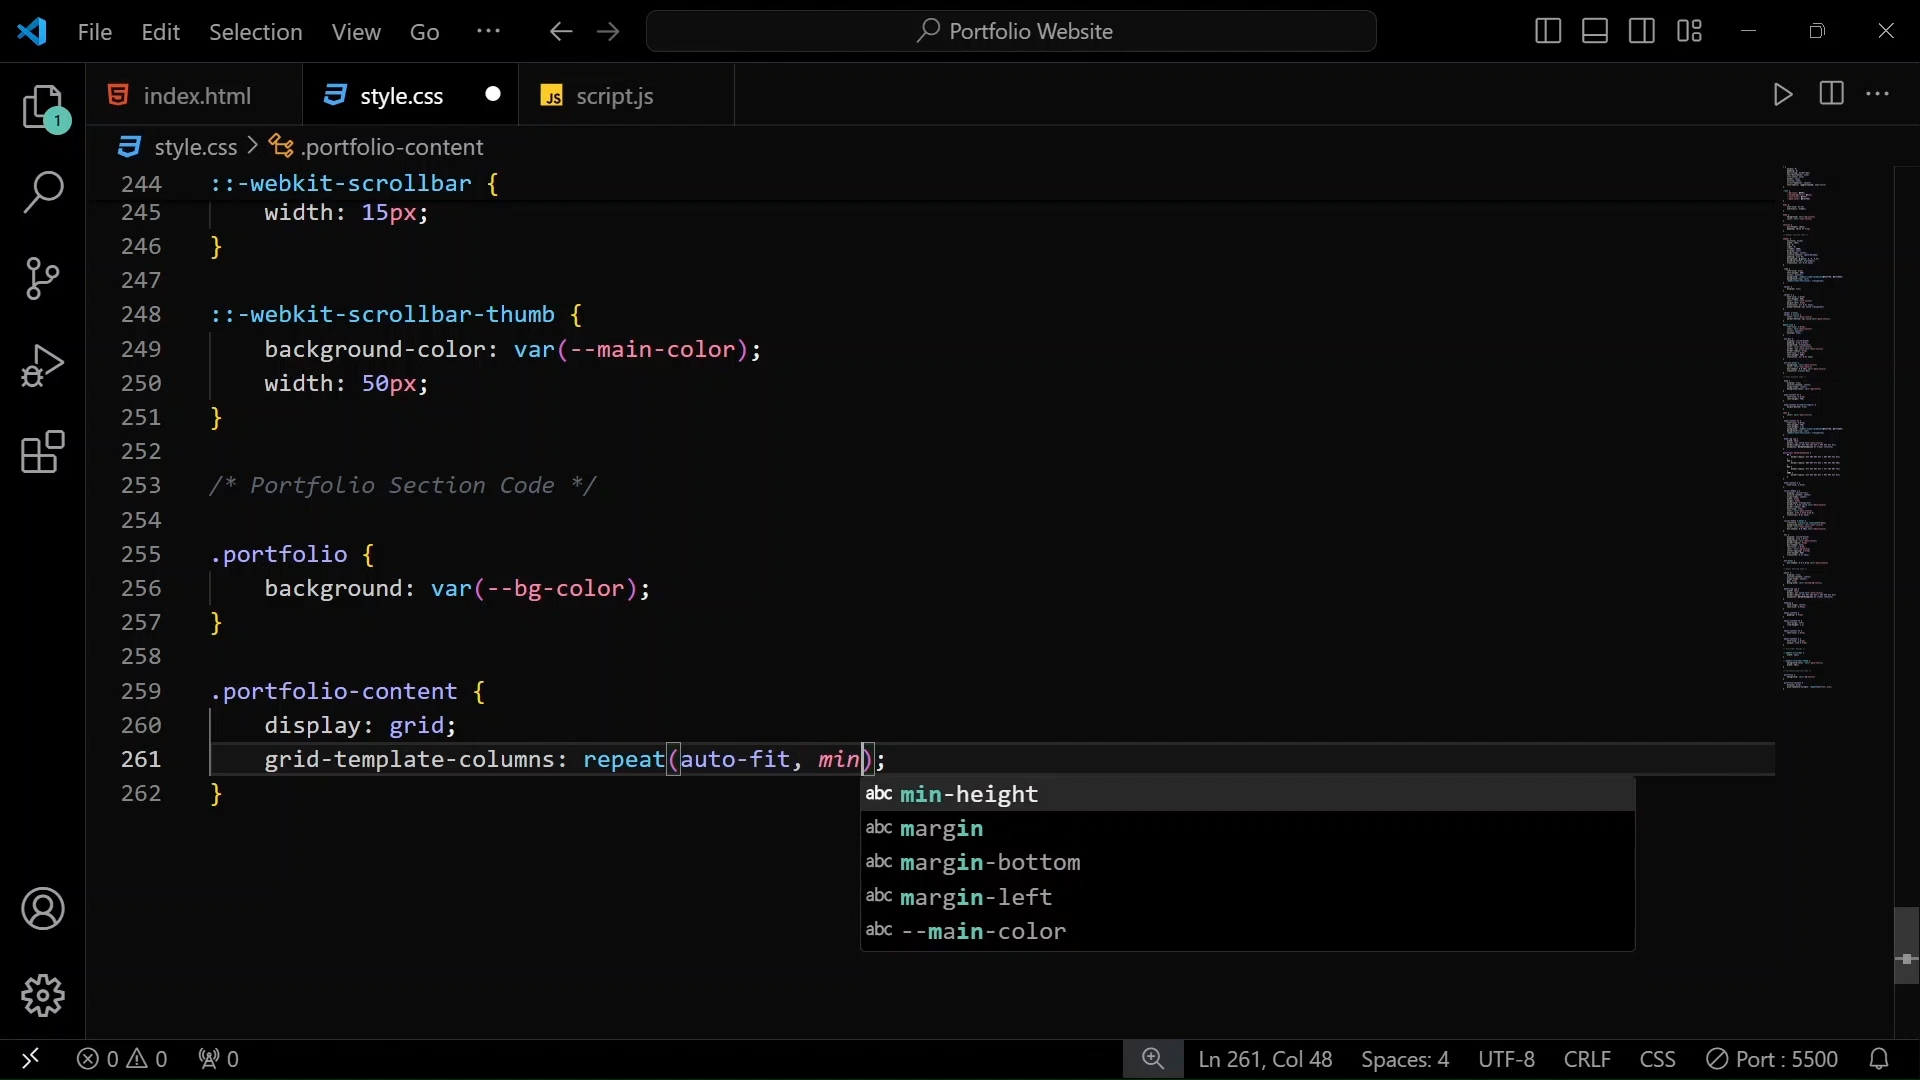 File Edit Selection View Go ··· Portfolio Website
index.html style.css JS script.js
1
style.css > .portfolio-content
244 ::-webkit-scrollbar {
245 width: 15px;
246 }
247
248 ::-webkit-scrollbar-thumb {
249 background-color: var(--main-color);
250 width: 50px;
251 }
252
253 /* Portfolio Section Code */
254
255 .portfolio {
256 background: var(--bg-color);
257 }
258
259 .portfolio-content {
260 display: grid;
261 grid-template-columns: repeat(auto-fit, min);
262 }
abc min-height
abc margin
abc margin-bottom
abc margin-left
abc --main-color
0 0 0 Ln 261, Col 48 Spaces: 4 UTF-8 CRLF CSS Port : 5500